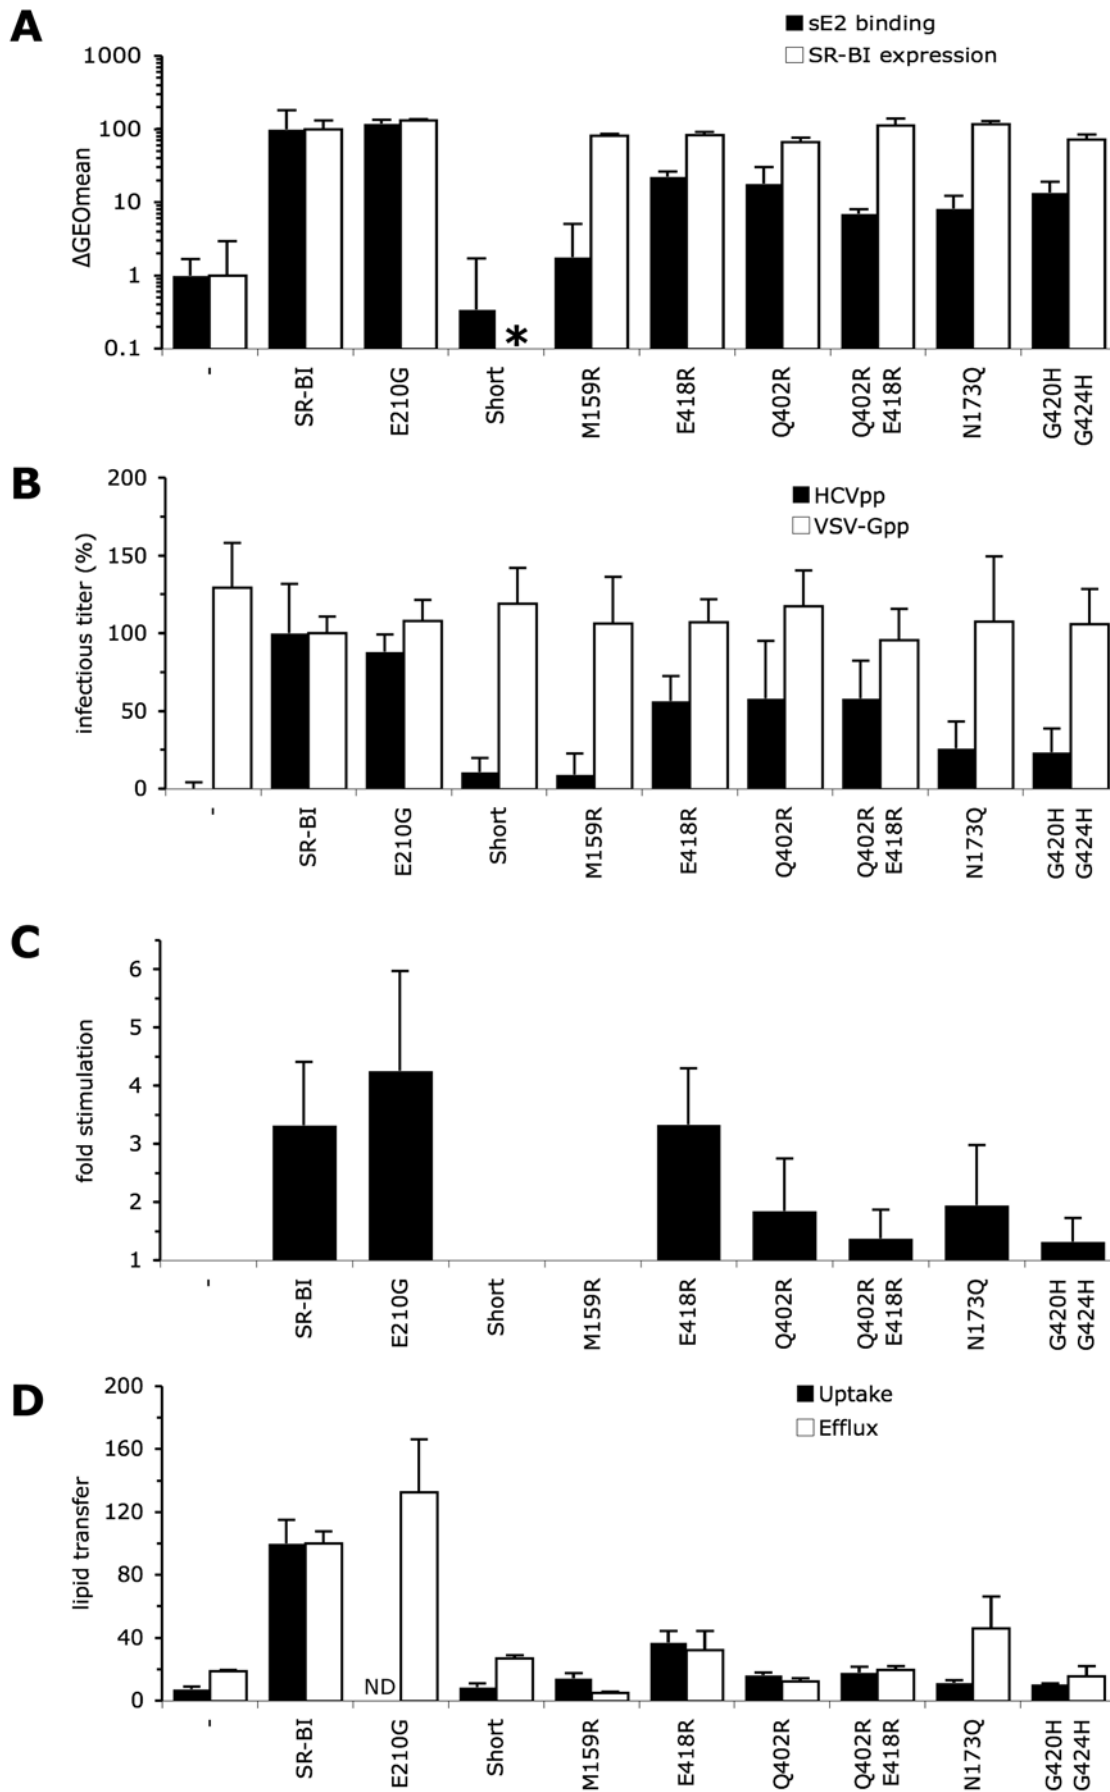 A
sE2 binding
SR-BI expression
ΔGEOmean
1000
100
10
1
0.1
*
-
SR-BI
E210G
Short
M159R
E418R
Q402R
Q402R
E418R
N173Q
G420H
G424H
B
HCVpp
VSV-Gpp
infectious titer (%)
200
150
100
50
0
-
SR-BI
E210G
Short
M159R
E418R
Q402R
Q402R
E418R
N173Q
G420H
G424H
C
fold stimulation
6
5
4
3
2
1
-
SR-BI
E210G
Short
M159R
E418R
Q402R
Q402R
E418R
N173Q
G420H
G424H
D
Uptake
Efflux
lipid transfer
200
160
120
80
40
0
ND
-
SR-BI
E210G
Short
M159R
E418R
Q402R
Q402R
E418R
N173Q
G420H
G424H